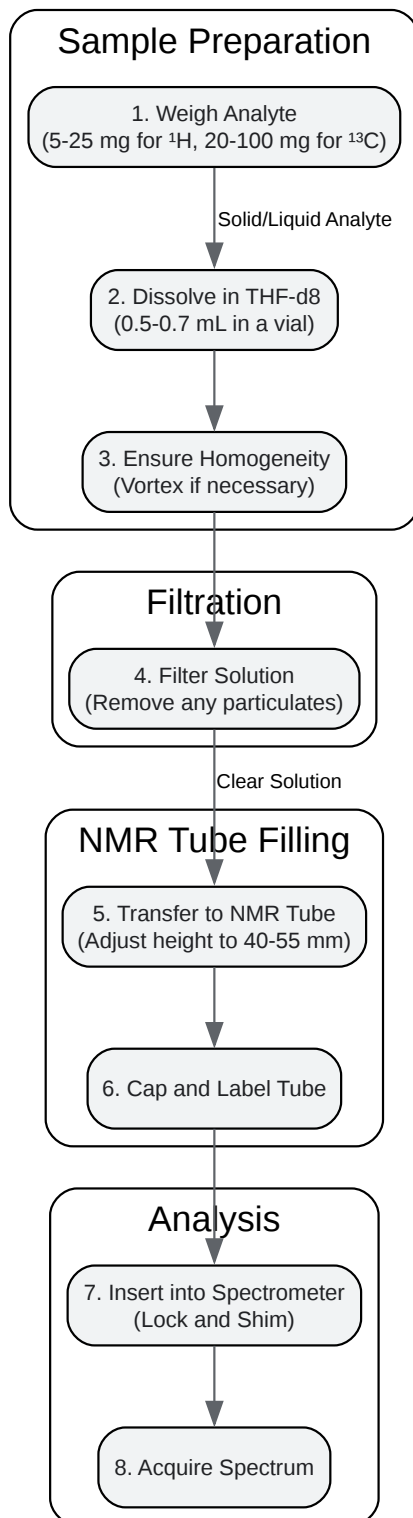 Sample Preparation
1. Weigh Analyte
(5-25 mg for ¹H, 20-100 mg for ¹³C)
Solid/Liquid Analyte
2. Dissolve in THF-d8
(0.5-0.7 mL in a vial)
3. Ensure Homogeneity
(Vortex if necessary)
Filtration
4. Filter Solution
(Remove any particulates)
Clear Solution
NMR Tube Filling
5. Transfer to NMR Tube
(Adjust height to 40-55 mm)
6. Cap and Label Tube
Analysis
7. Insert into Spectrometer
(Lock and Shim)
8. Acquire Spectrum